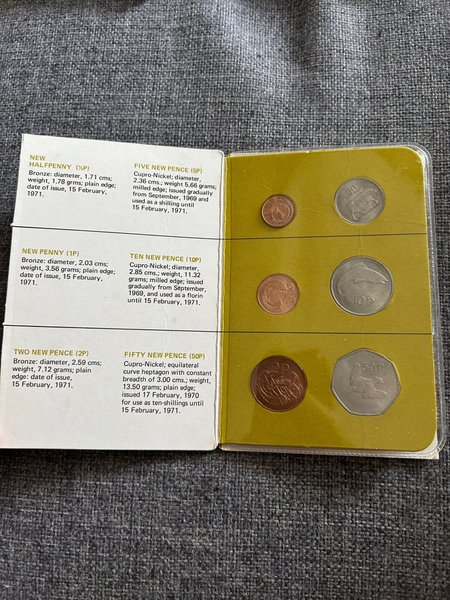 NEW
HALFPENNY (½P)
Bronze: diameter, 1.71 cms;
weight, 1.78 grms; plain edge;
date of issue, 15 February,
1971.
FIVE NEW PENCE (5P)
Cupro-Nickel; diameter,
2.36 cms.; weight 5.66 grams;
milled edge; issued gradually
from September, 1969 and
used as a shilling until
15 February, 1971.
NEW PENNY (1P)
Bronze: diameter, 2.03 cms;
weight, 3.56 grams; plain edge;
date of issue, 15 February,
1971.
TEN NEW PENCE (10P)
Cupro-Nickel; diameter,
2.85 cms.; weight, 11.32
grams; milled edge; issued
gradually from September,
1969, and used as a florin
until 15 February, 1971.
TWO NEW PENCE (2P)
Bronze: diameter, 2.59 cms;
weight, 7.12 grams; plain
edge: date of issue,
15 February, 1971.
FIFTY NEW PENCE (50P)
Cupro-Nickel; equilateral
curve heptagon with constant
breadth of 3.00 cms.; weight,
13.50 grams; plain edge;
issued 17 February, 1970
for use as ten-shillings until
15 February, 1971.
5P
10P
2P
50P